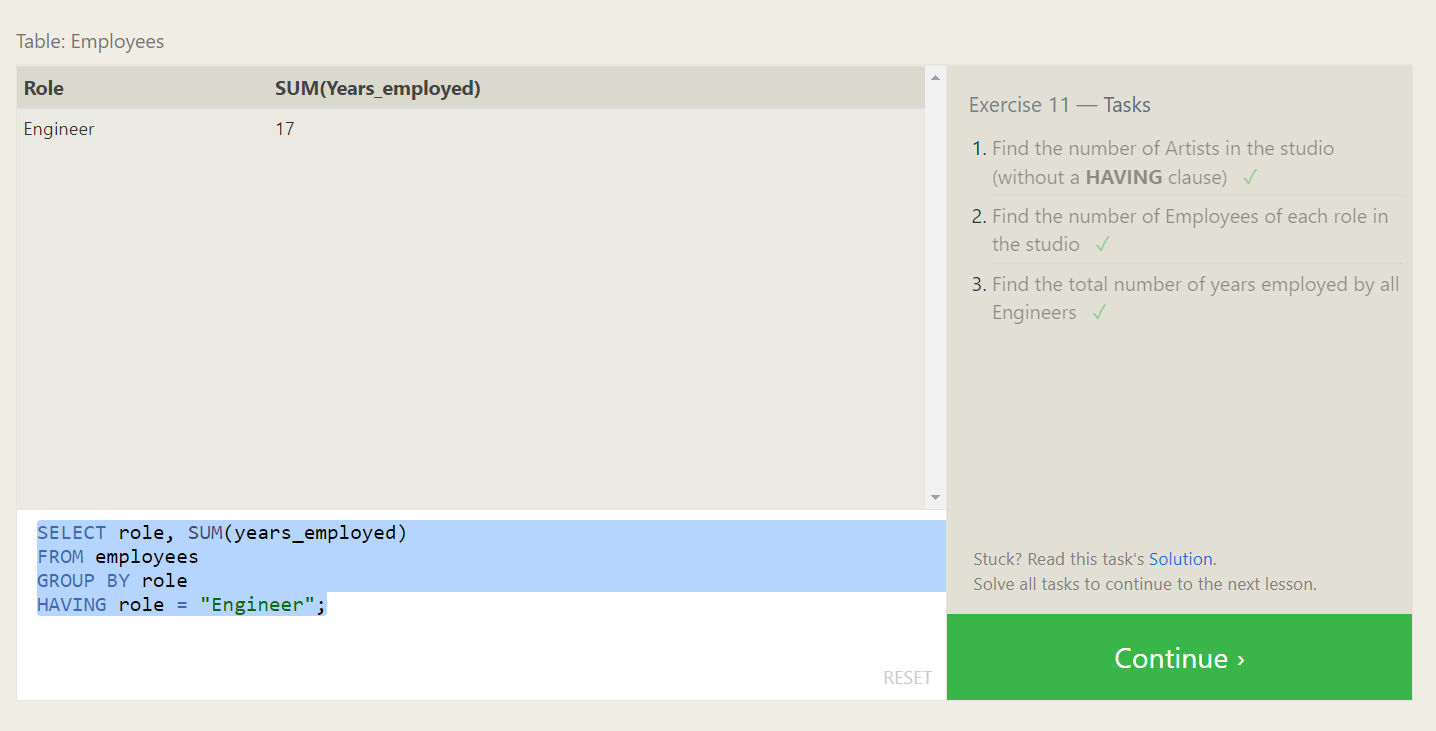 Table: Employees
Role SUM(Years_employed)
Engineer 17
Exercise 11 — Tasks
1. Find the number of Artists in the studio
(without a HAVING clause) ✓
2. Find the number of Employees of each role in
the studio ✓
3. Find the total number of years employed by all
Engineers ✓
SELECT role, SUM(years_employed)
FROM employees
GROUP BY role
HAVING role = "Engineer";
RESET
Stuck? Read this task's Solution.
Solve all tasks to continue to the next lesson.
Continue ›